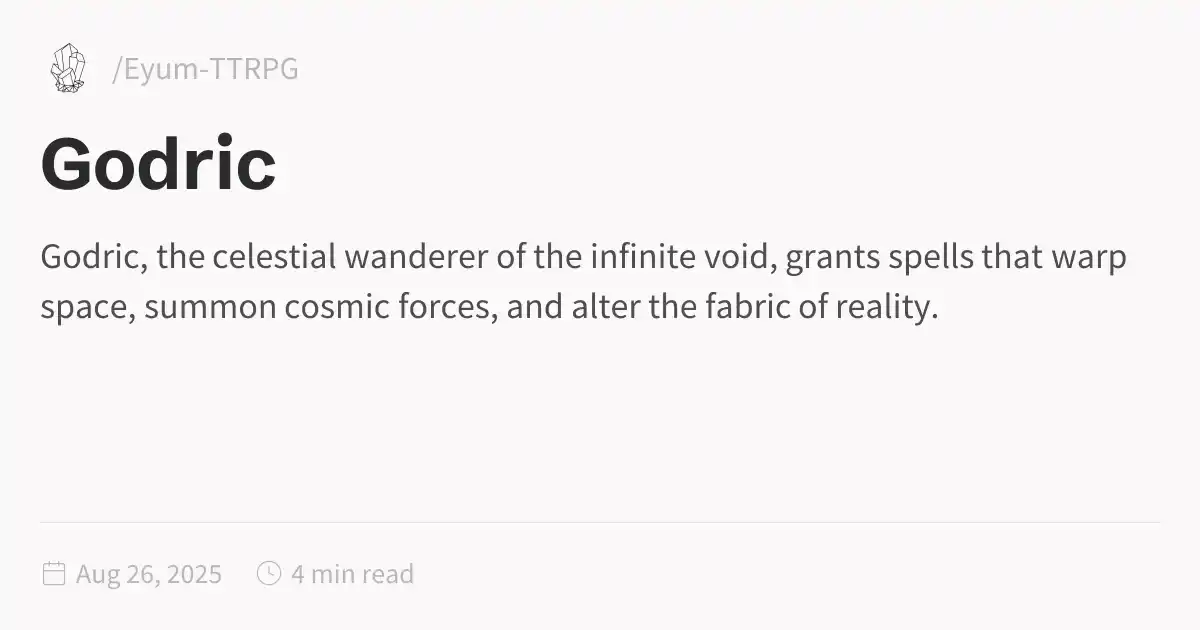 /Eyum-TTRPG
Godric
Godric, the celestial wanderer of the infinite void, grants spells that warp
space, summon cosmic forces, and alter the fabric of reality.
Aug 26, 2025 4 min read